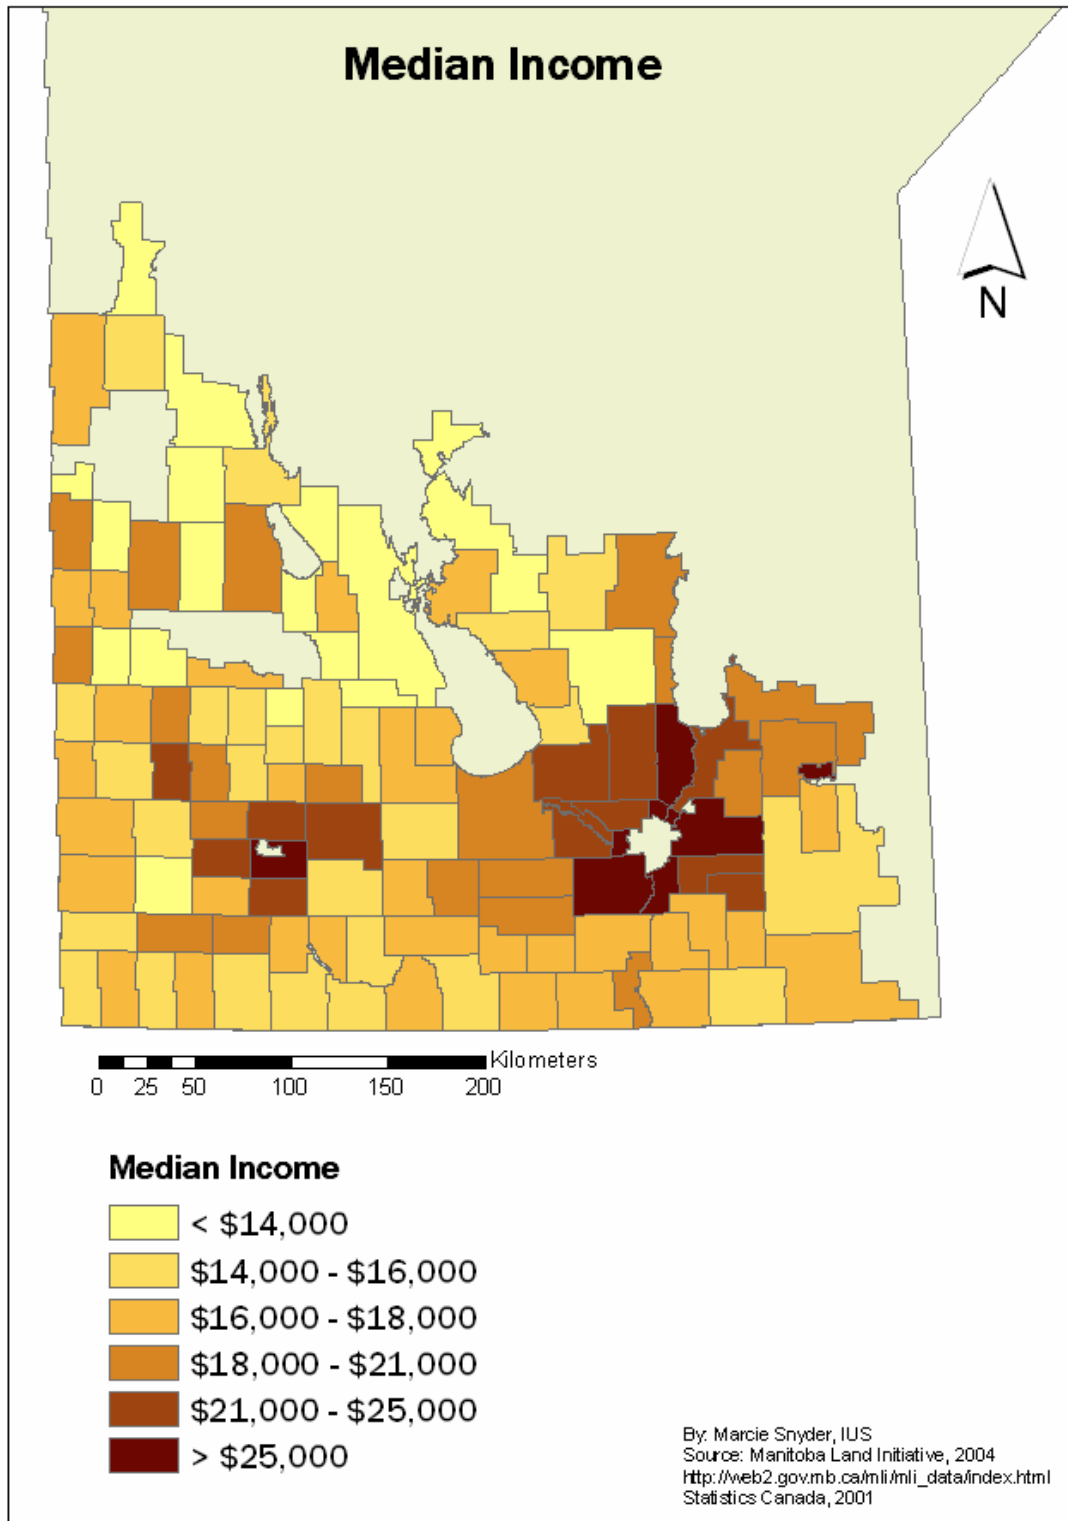 Median Income
N
Kilometers
0 25 50 100 150 200
Median Income
< $14,000
$14,000 - $16,000
$16,000 - $18,000
$18,000 - $21,000
$21,000 - $25,000
> $25,000
By: Marcie Snyder, IUS
Source: Manitoba Land Initiative, 2004
http://web2.gov.mb.ca/mli/mli_data/index.html
Statistics Canada, 2001